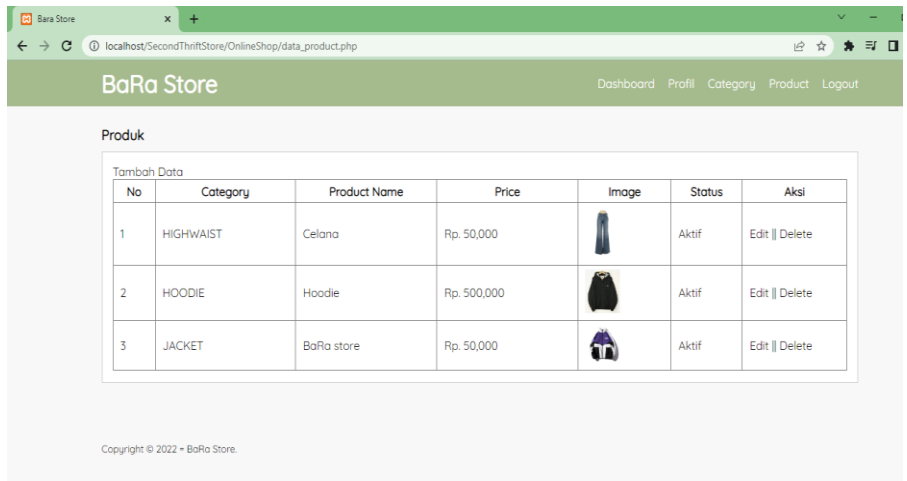 Bara Store
localhost/SecondThriftStore/OnlineShop/data_product.php
BaRa Store Dashboard Profil Category Product Logout
Produk
Tambah Data
No Category Product Name Price Image Status Aksi
1 HIGHWAIST Celana Rp. 50,000 Aktif Edit || Delete
2 HOODIE Hoodie Rp. 500,000 Aktif Edit || Delete
3 JACKET BaRa store Rp. 50,000 Aktif Edit || Delete
Copyright © 2022 - BaRa Store.